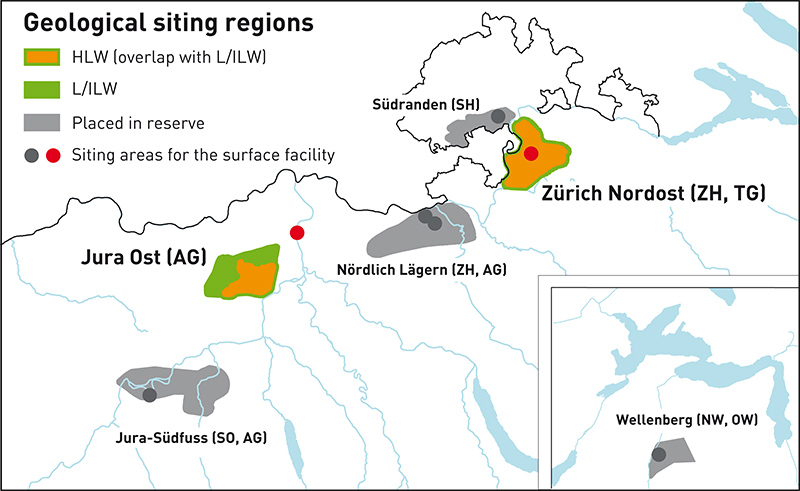 Geological siting regions
HLW (overlap with L/ILW)
L/ILW
Placed in reserve
Siting areas for the surface facility
Südranden (SH)
Zürich Nordost (ZH, TG)
Jura Ost (AG)
Nördlich Lägern (ZH, AG)
Jura-Südfuss (SO, AG)
Wellenberg (NW, OW)